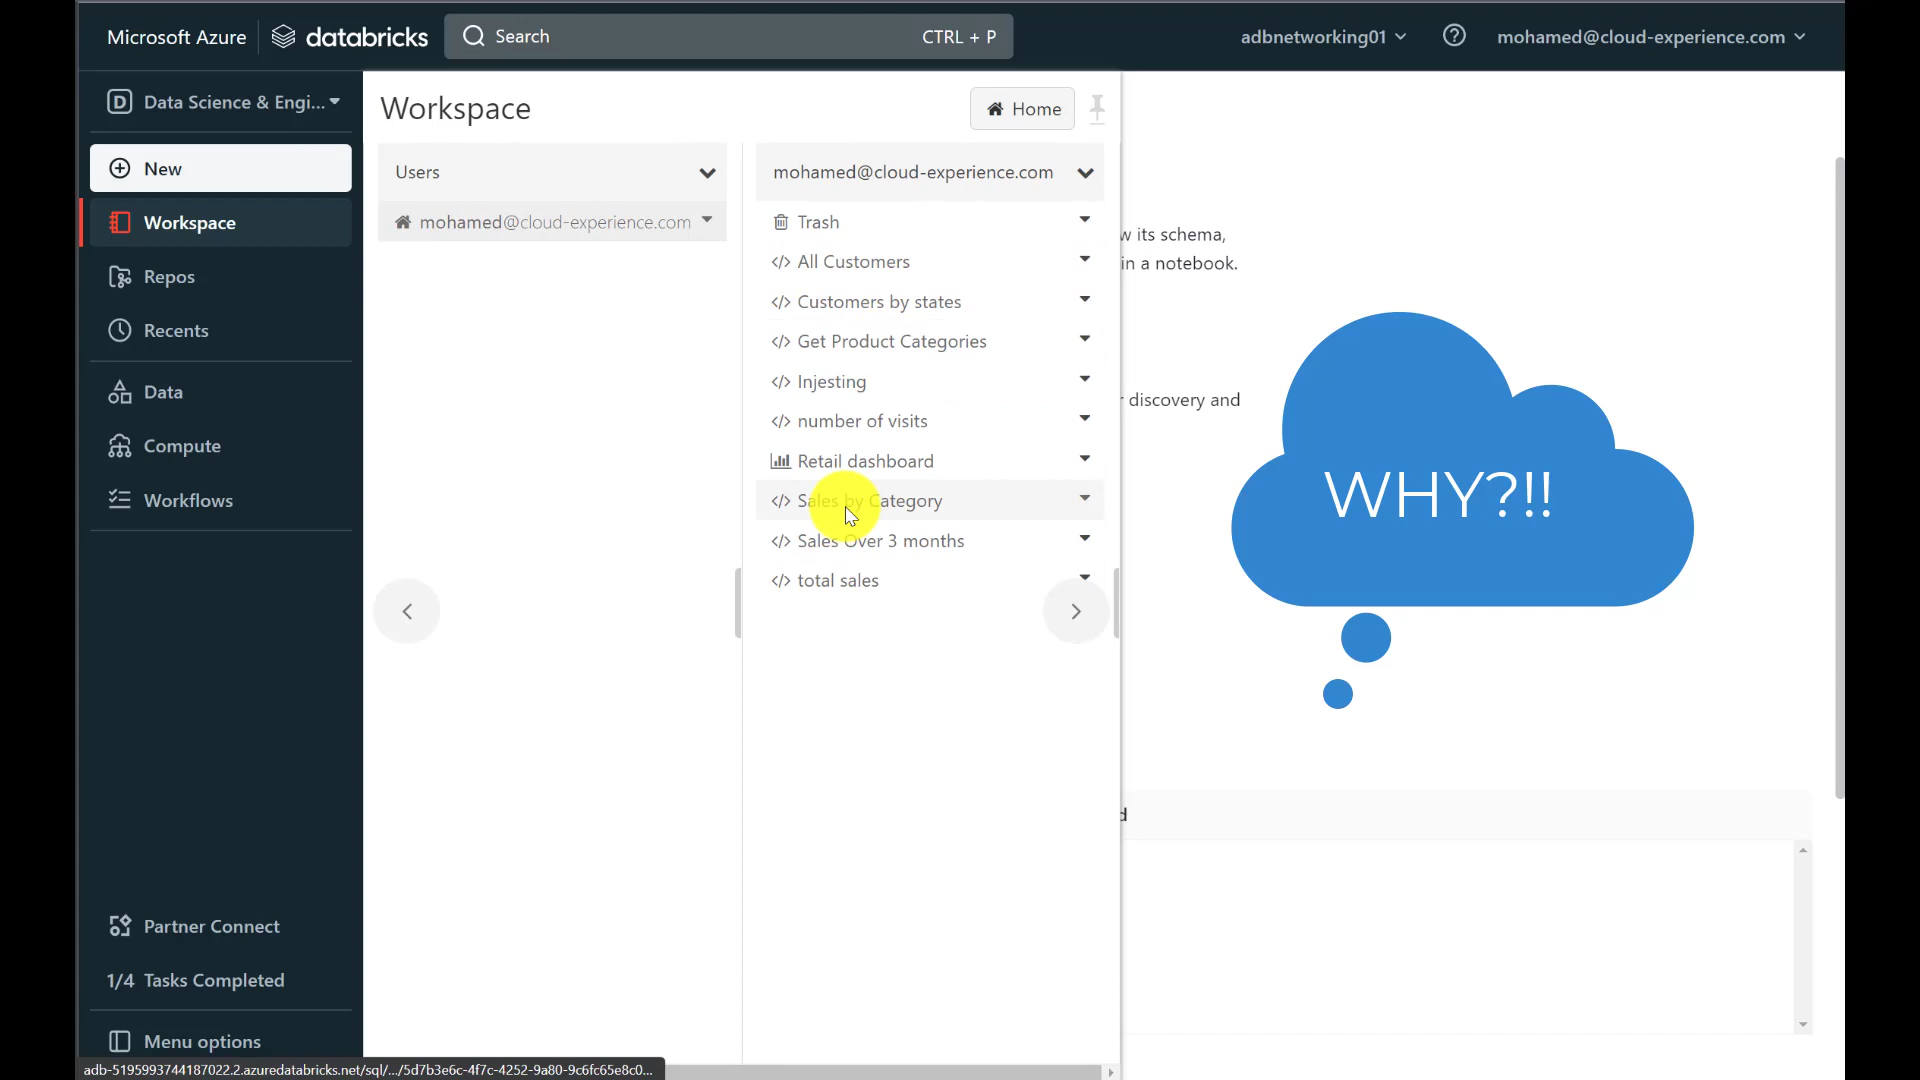 Microsoft Azure
databricks
Search
CTRL + P
adbnetworking01
mohamed@cloud-experience.com
Data Science & Engi...
New
Workspace
Repos
Recents
Data
Compute
Workflows
Partner Connect
1/4 Tasks Completed
Menu options
Workspace
Home
Users
mohamed@cloud-experience.com
mohamed@cloud-experience.com
Trash
All Customers
Customers by states
Get Product Categories
Injesting
number of visits
Retail dashboard
Sales by Category
Sales Over 3 months
total sales
w its schema,
in a notebook.
r discovery and
WHY?!!
d
adb-5195993744187022.2.azuredatabricks.net/sql/.../5d7b3e6c-4f7c-4252-9a80-9c6fc65e8c0...